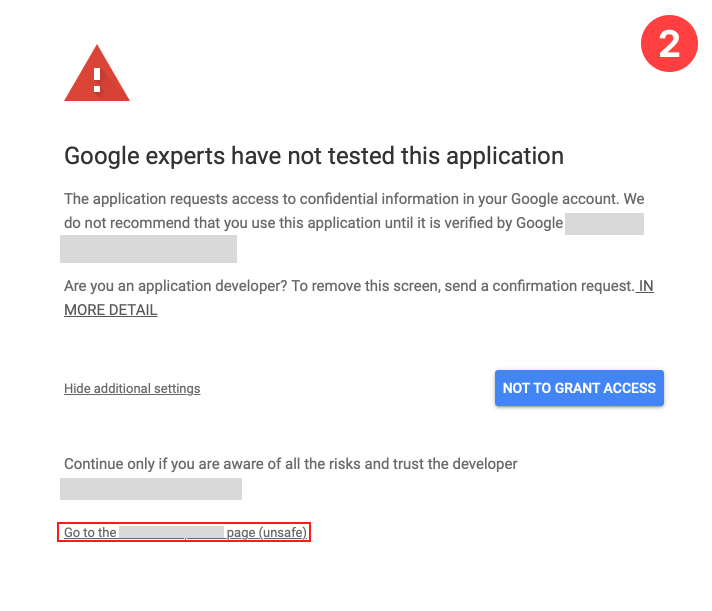 2
Google experts have not tested this application
The application requests access to confidential information in your Google account. We
do not recommend that you use this application until it is verified by Google
Are you an application developer? To remove this screen, send a confirmation request. IN
MORE DETAIL
Hide additional settings
NOT TO GRANT ACCESS
Continue only if you are aware of all the risks and trust the developer
Go to the page (unsafe)